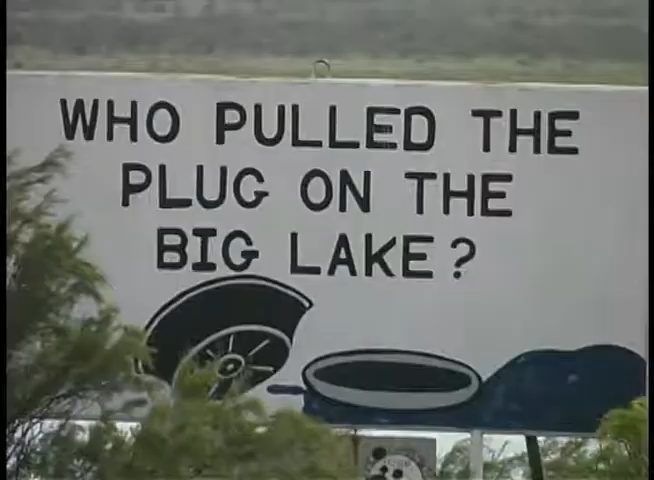 WHO PULLED THE
PLUG ON THE
BIG LAKE?